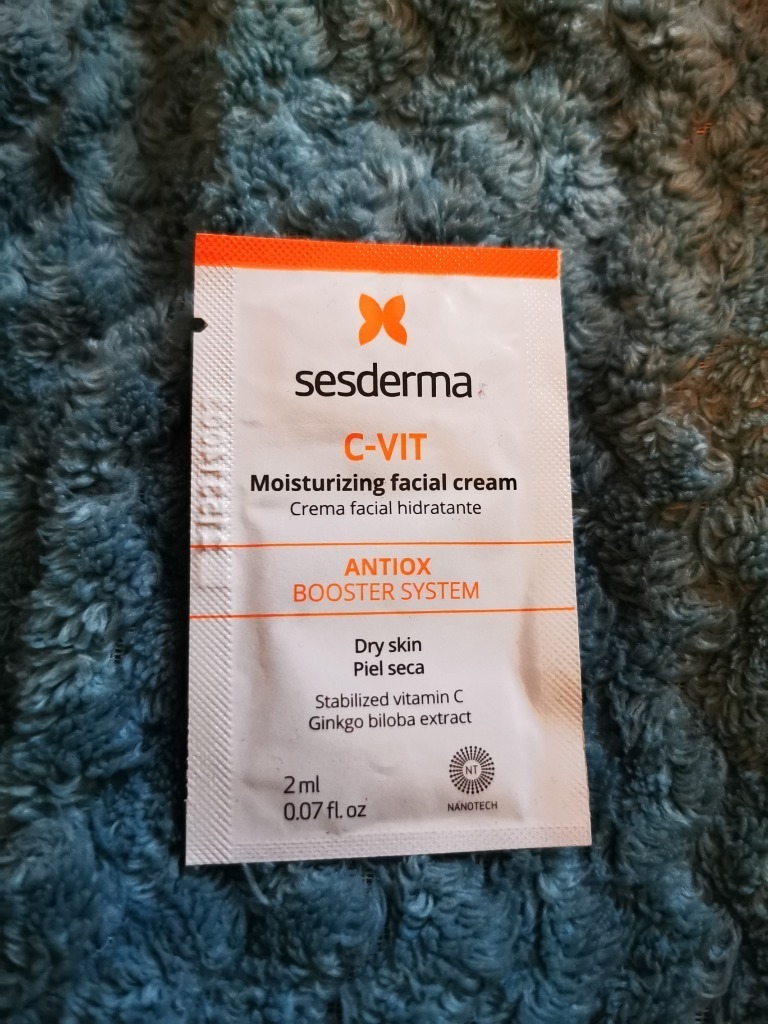 sesderma
C-VIT
Moisturizing facial cream
Crema facial hidratante
ANTIOX
BOOSTER SYSTEM
Dry skin
Piel seca
Stabilized vitamin C
Ginkgo biloba extract
2 ml
0.07 fl. oz
NT
NANOTECH